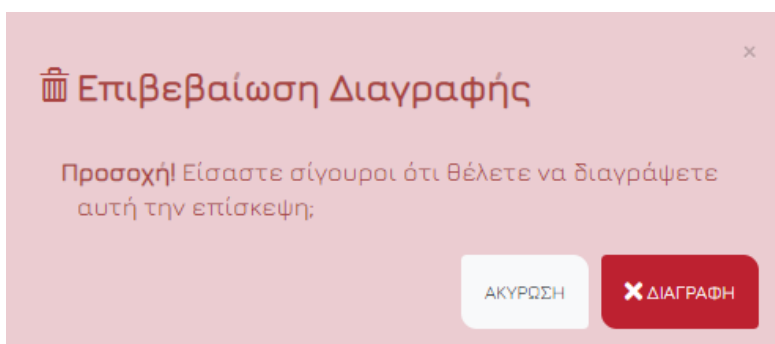 ×
Επιβεβαίωση Διαγραφής
Προσοχή! Είσαστε σίγουροι ότι θέλετε να διαγράψετε
αυτή την επίσκεψη;
ΑΚΥΡΩΣΗ
ΔΙΑΓΡΑΦΗ